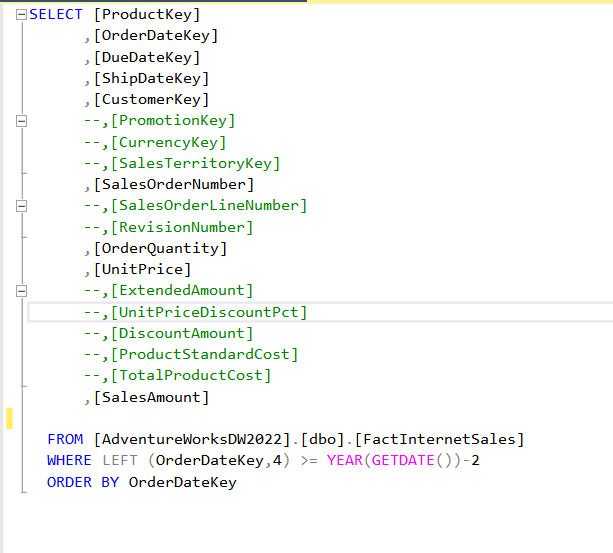 SELECT [ProductKey]
,[OrderDateKey]
,[DueDateKey]
,[ShipDateKey]
,[CustomerKey]
--,[PromotionKey]
--,[CurrencyKey]
--,[SalesTerritoryKey]
,[SalesOrderNumber]
--,[SalesOrderLineNumber]
--,[RevisionNumber]
,[OrderQuantity]
,[UnitPrice]
--,[ExtendedAmount]
--,[UnitPriceDiscountPct]
--,[DiscountAmount]
--,[ProductStandardCost]
--,[TotalProductCost]
,[SalesAmount]
FROM [AdventureWorksDW2022].[dbo].[FactInternetSales]
WHERE LEFT (OrderDateKey,4) >= YEAR(GETDATE())-2
ORDER BY OrderDateKey